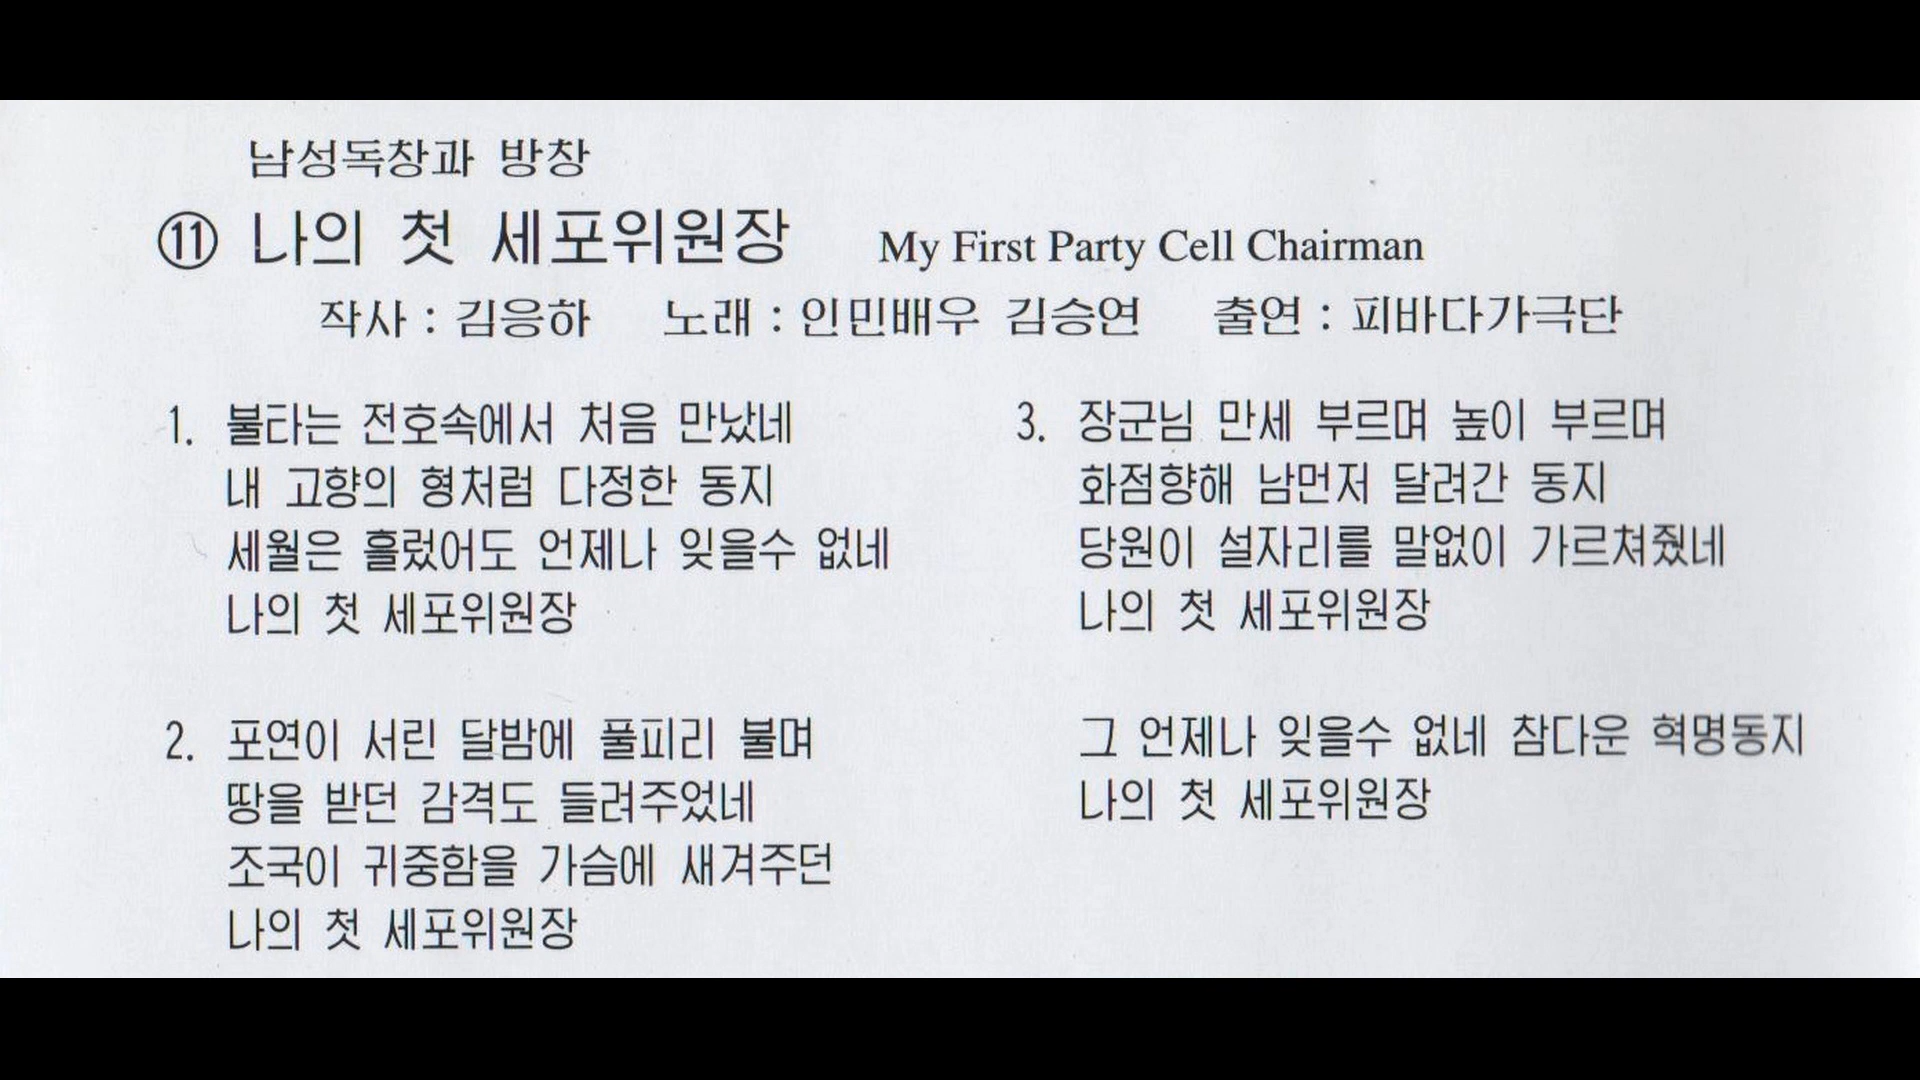 남성독창과 방창
⑪ 나의 첫 세포위원장 My First Party Cell Chairman
작사 : 김응하 노래 : 인민배우 김승연 출연 : 피바다가극단
1. 불타는 전호속에서 처음 만났네
내 고향의 형처럼 다정한 동지
세월은 흘렀어도 언제나 잊을수 없네
나의 첫 세포위원장
2. 포연이 서린 달밤에 풀피리 불며
땅을 받던 감격도 들려주었네
조국이 귀중함을 가슴에 새겨주던
나의 첫 세포위원장
3. 장군님 만세 부르며 높이 부르며
화점향해 남먼저 달려간 동지
당원이 설자리를 말없이 가르쳐줬네
나의 첫 세포위원장
그 언제나 잊을수 없네 참다운 혁명동지
나의 첫 세포위원장